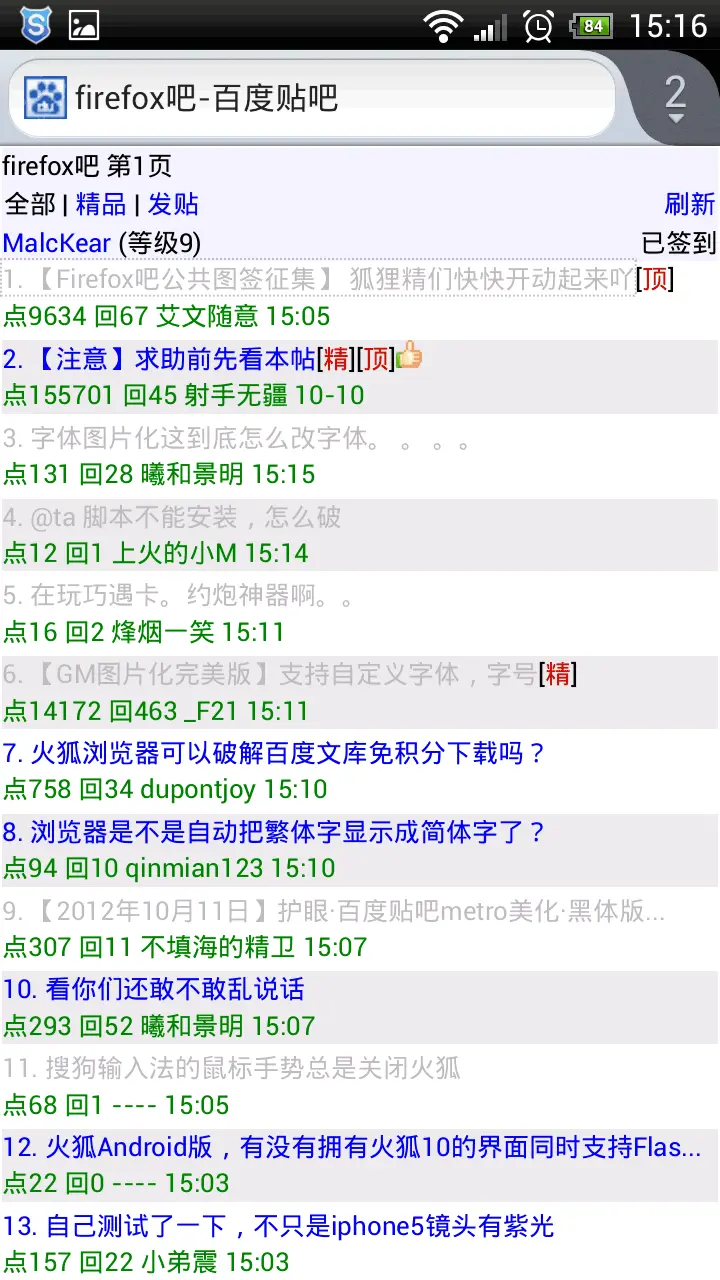 84 15:16
firefox吧-百度贴吧 2
firefox吧 第1页
全部 | 精品 | 发贴 刷新
MalcKear (等级9) 已签到
1. 【Firefox吧公共图签征集】 狐狸精们快快开动起来吖[顶]
点9634 回67 艾文随意 15:05
2. 【注意】求助前先看本帖[精][顶]
点155701 回45 射手无疆 10-10
3. 字体图片化这到底怎么改字体。 。 。 。
点131 回28 曦和景明 15:15
4. @ta 脚本不能安装，怎么破
点12 回1 上火的小M 15:14
5. 在玩巧遇卡。约炮神器啊。。
点16 回2 烽烟一笑 15:11
6. 【GM图片化完美版】支持自定义字体，字号[精]
点14172 回463 _F21 15:11
7. 火狐浏览器可以破解百度文库免积分下载吗？
点758 回34 dupontjoy 15:10
8. 浏览器是不是自动把繁体字显示成简体字了？
点94 回10 qinmian123 15:10
9. 【2012年10月11日】护眼·百度贴吧metro美化·黑体版...
点307 回11 不填海的精卫 15:07
10. 看你们还敢不敢乱说话
点293 回52 曦和景明 15:07
11. 搜狗输入法的鼠标手势总是关闭火狐
点68 回1 ---- 15:05
12. 火狐Android版，有没有拥有火狐10的界面同时支持Flas...
点22 回0 ---- 15:03
13. 自己测试了一下，不只是iphone5镜头有紫光
点157 回22 小弟震 15:03